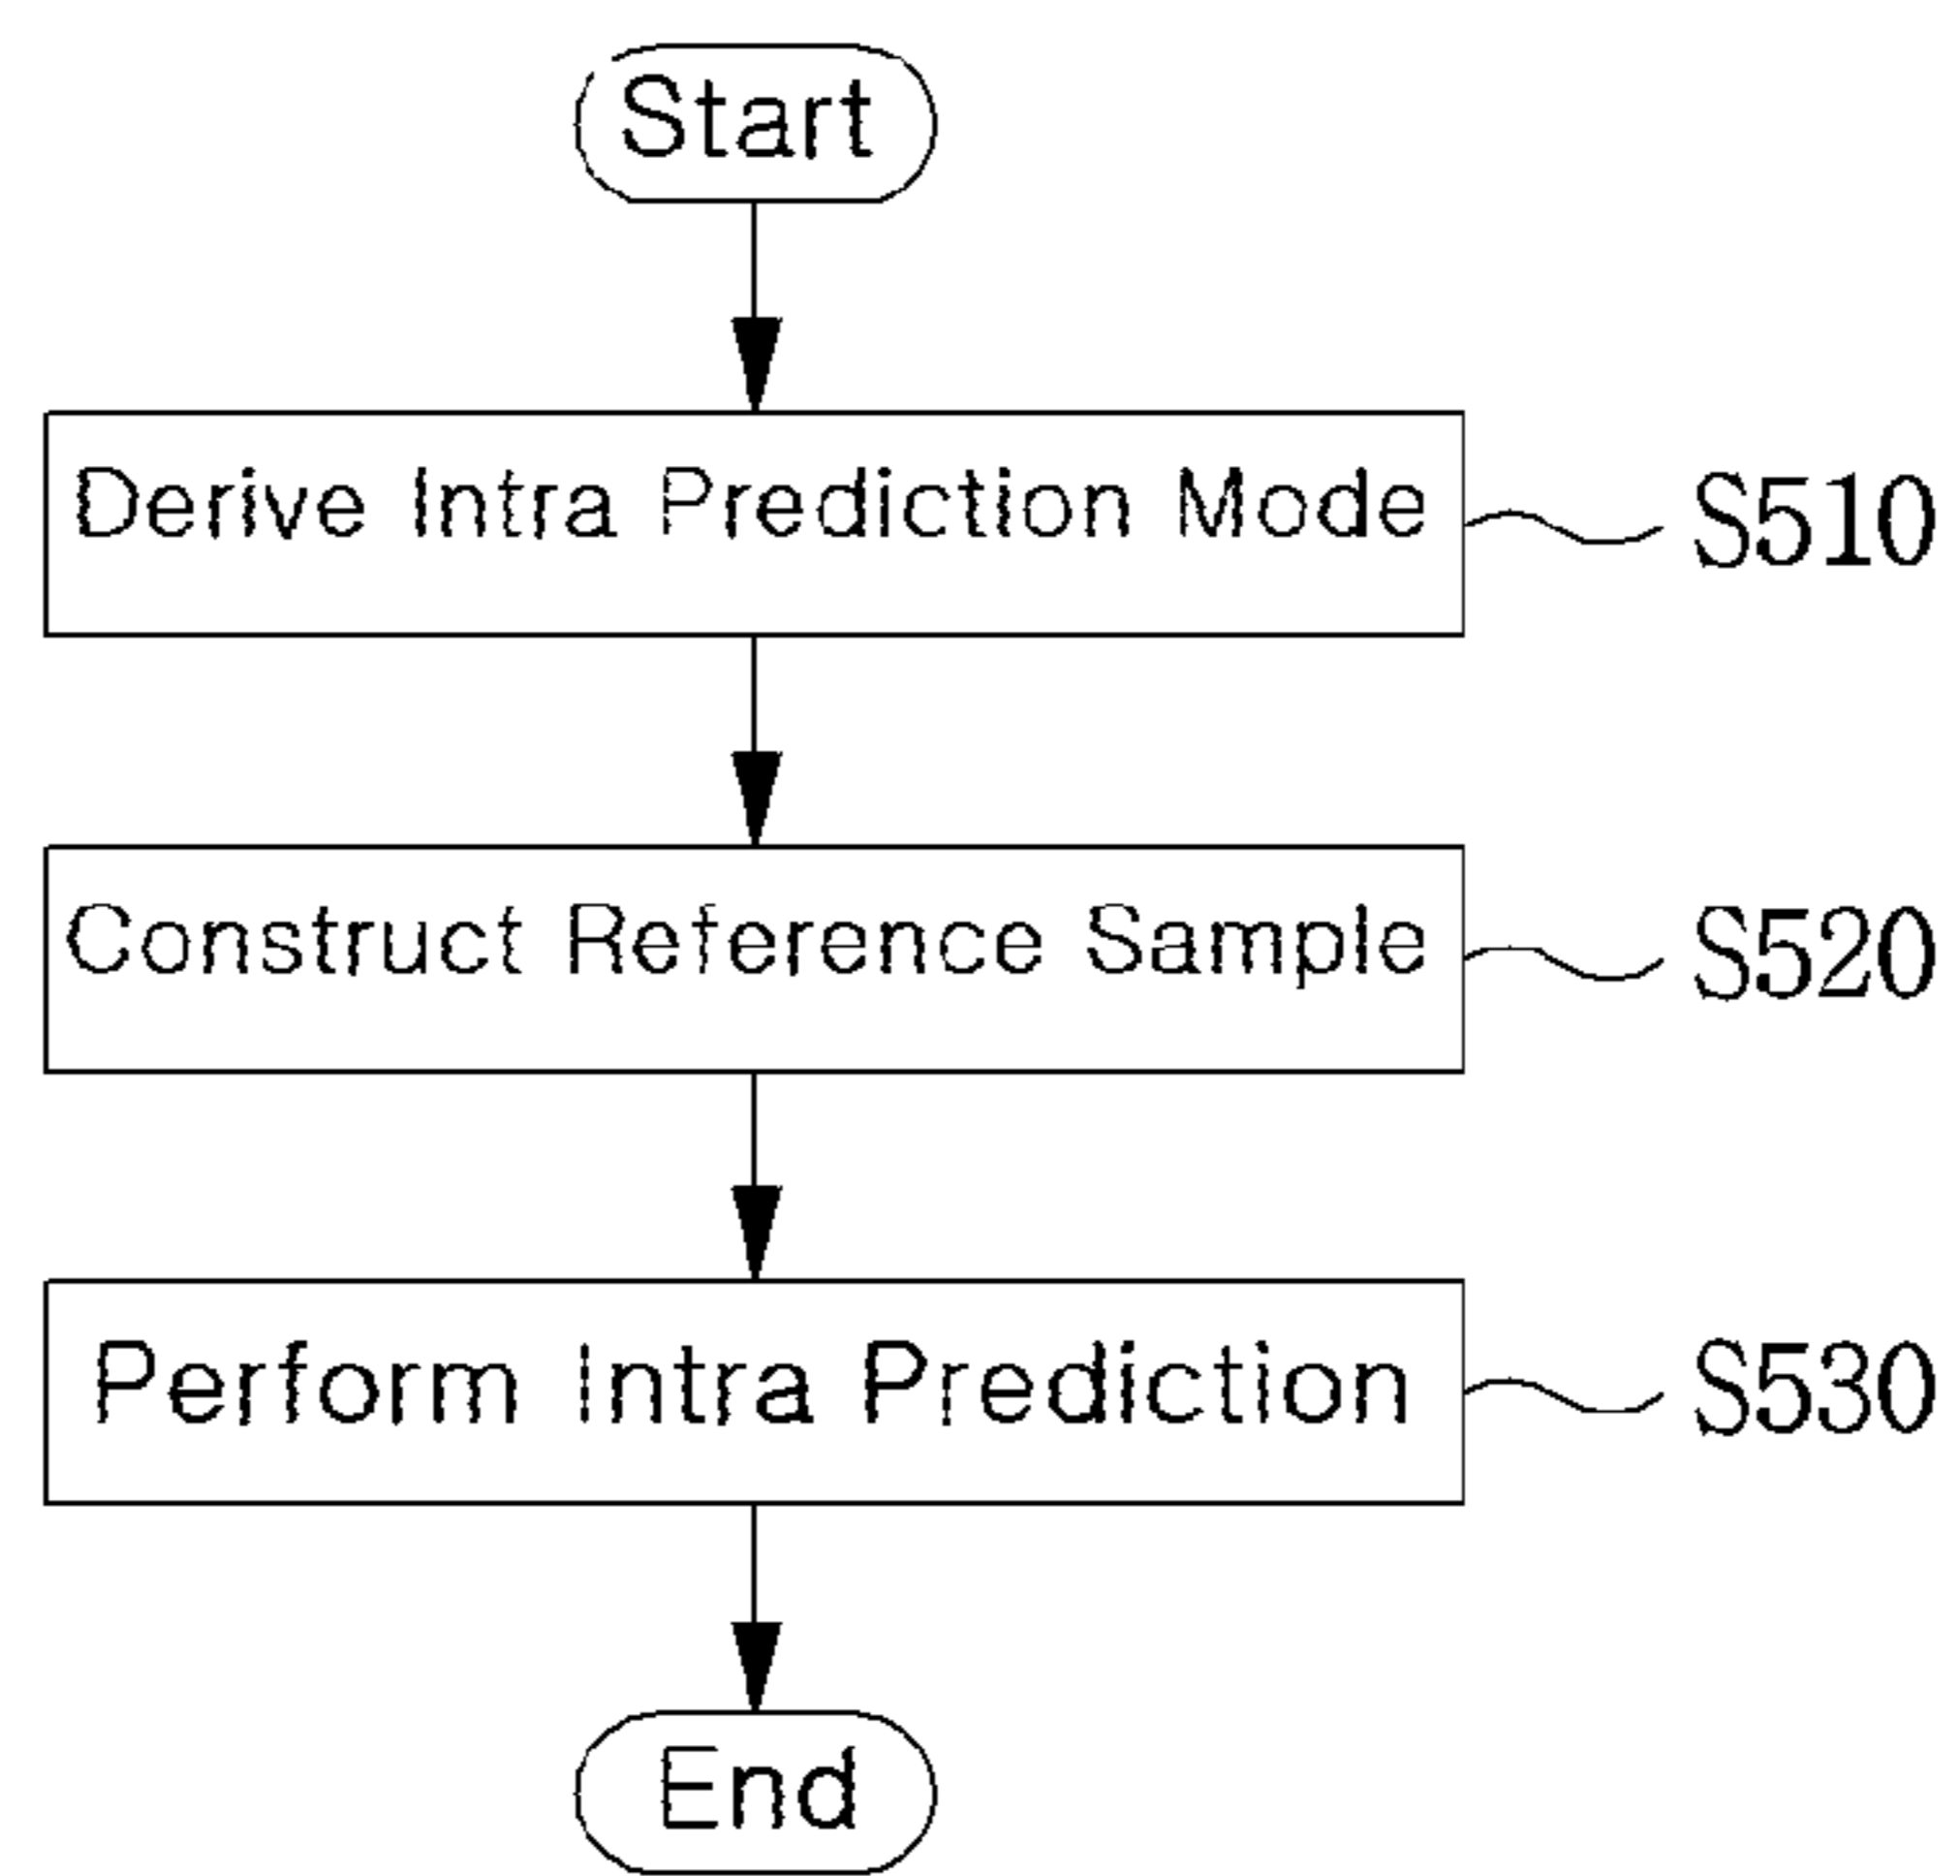 Start
Derive Intra Prediction Mode
S510
Construct Reference Sample
S520
Perform Intra Prediction
S530
End